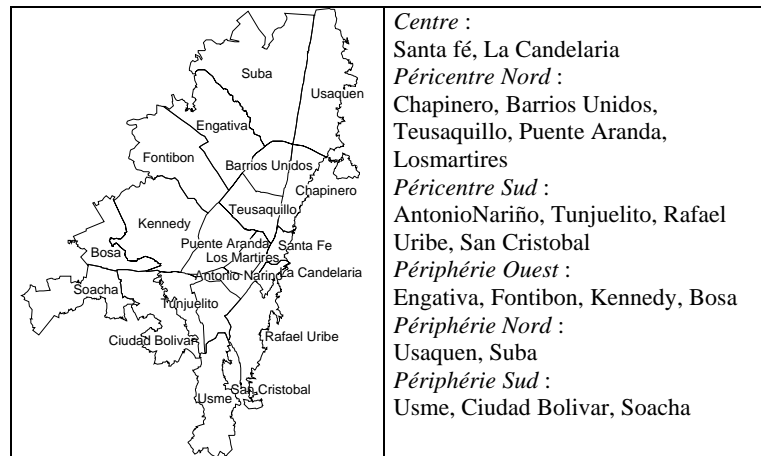 Suba
Usaquen
Engativa
Fontibon
Barrios Unidos
Chapinero
Teusaquillo
Kennedy
Puente Aranda
Santa Fe
Los Martires
Bosa
La Candelaria
Antonio Narino
Soacha
Tunjuelito
Ciudad Bolivar
Rafael Uribe
San Cristobal
Usme
Centre :
Santa fé, La Candelaria
Péricentre Nord :
Chapinero, Barrios Unidos,
Teusaquillo, Puente Aranda,
Losmartires
Péricentre Sud :
AntonioNariño, Tunjuelito, Rafael
Uribe, San Cristobal
Périphérie Ouest :
Engativa, Fontibon, Kennedy, Bosa
Périphérie Nord :
Usaquen, Suba
Périphérie Sud :
Usme, Ciudad Bolivar, Soacha